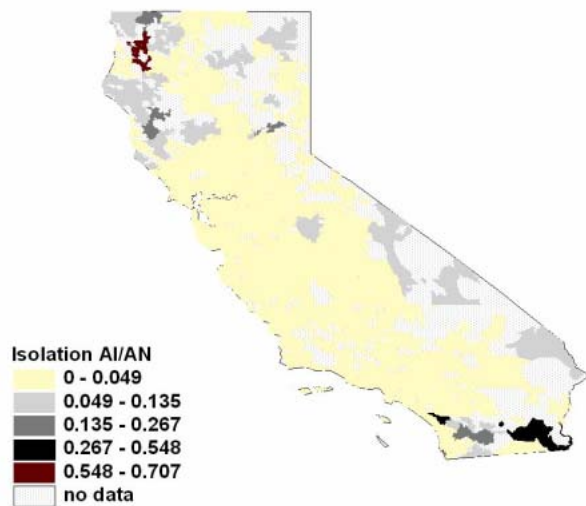 Isolation AI/AN
0 - 0.049
0.049 - 0.135
0.135 - 0.267
0.267 - 0.548
0.548 - 0.707
no data